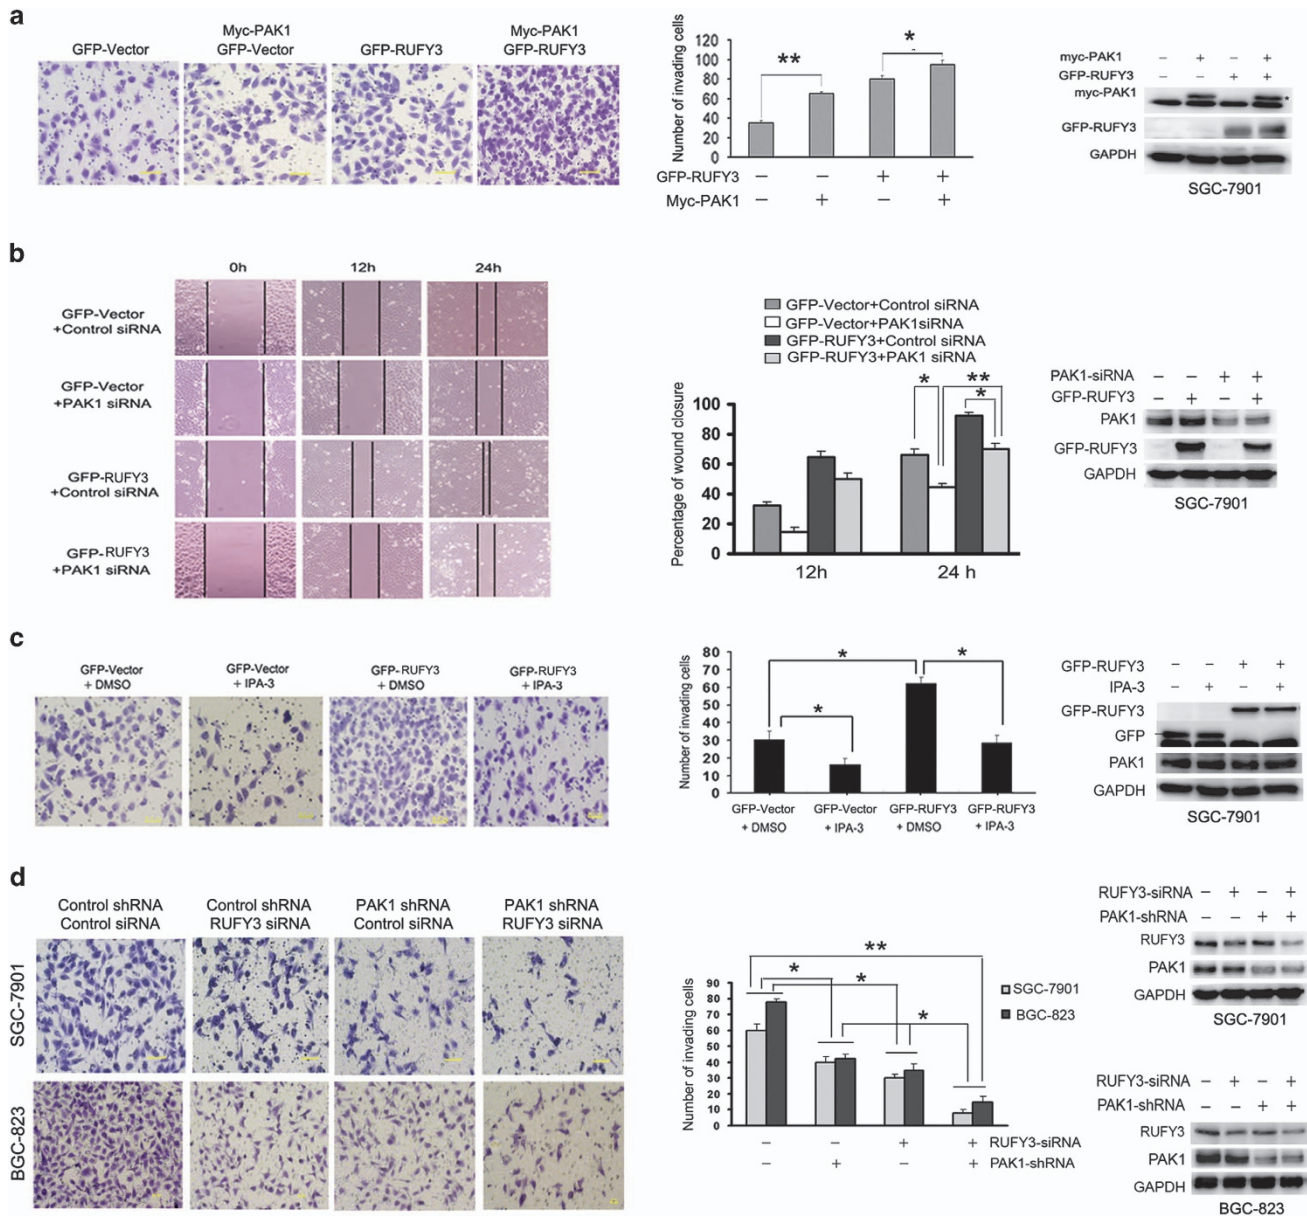 a
GFP-Vector
Myc-PAK1
GFP-Vector
GFP-RUFY3
Myc-PAK1
GFP-RUFY3
Number of invading cells
120
100
80
60
40
20
0
**
*
GFP-RUFY3 – – + +
Myc-PAK1 – + – +
myc-PAK1 – + – +
GFP-RUFY3 – – + +
myc-PAK1 *
GFP-RUFY3
GAPDH
SGC-7901
b
0h 12h 24h
GFP-Vector
+Control siRNA
GFP-Vector
+PAK1 siRNA
GFP-RUFY3
+Control siRNA
GFP-RUFY3
+PAK1 siRNA
GFP-Vector+Control siRNA
GFP-Vector+PAK1siRNA
GFP-RUFY3+Control siRNA
GFP-RUFY3+PAK1 siRNA
Percentage of wound closure
100
80
60
40
20
0
* **
*
12h 24 h
PAK1-siRNA – – + +
GFP-RUFY3 – + – +
PAK1
GFP-RUFY3
GAPDH
SGC-7901
c
GFP-Vector
+ DMSO
GFP-Vector
+ IPA-3
GFP-RUFY3
+ DMSO
GFP-RUFY3
+ IPA-3
Number of invading cells
80
70
60
50
40
30
20
10
0
* *
*
GFP-Vector
+ DMSO
GFP-Vector
+ IPA-3
GFP-RUFY3
+ DMSO
GFP-RUFY3
+ IPA-3
GFP-RUFY3 – – + +
IPA-3 – + – +
GFP-RUFY3
GFP
PAK1
GAPDH
SGC-7901
d
Control shRNA
Control siRNA
Control shRNA
RUFY3 siRNA
PAK1 shRNA
Control siRNA
PAK1 shRNA
RUFY3 siRNA
SGC-7901
BGC-823
Number of invading cells
90
80
70
60
50
40
30
20
10
0
**
*
*
*
SGC-7901
BGC-823
– – + + RUFY3-siRNA
– + – + PAK1-shRNA
RUFY3-siRNA – + – +
PAK1-shRNA – – + +
RUFY3
PAK1
GAPDH
SGC-7901
RUFY3-siRNA – + – +
PAK1-shRNA – – + +
RUFY3
PAK1
GAPDH
BGC-823